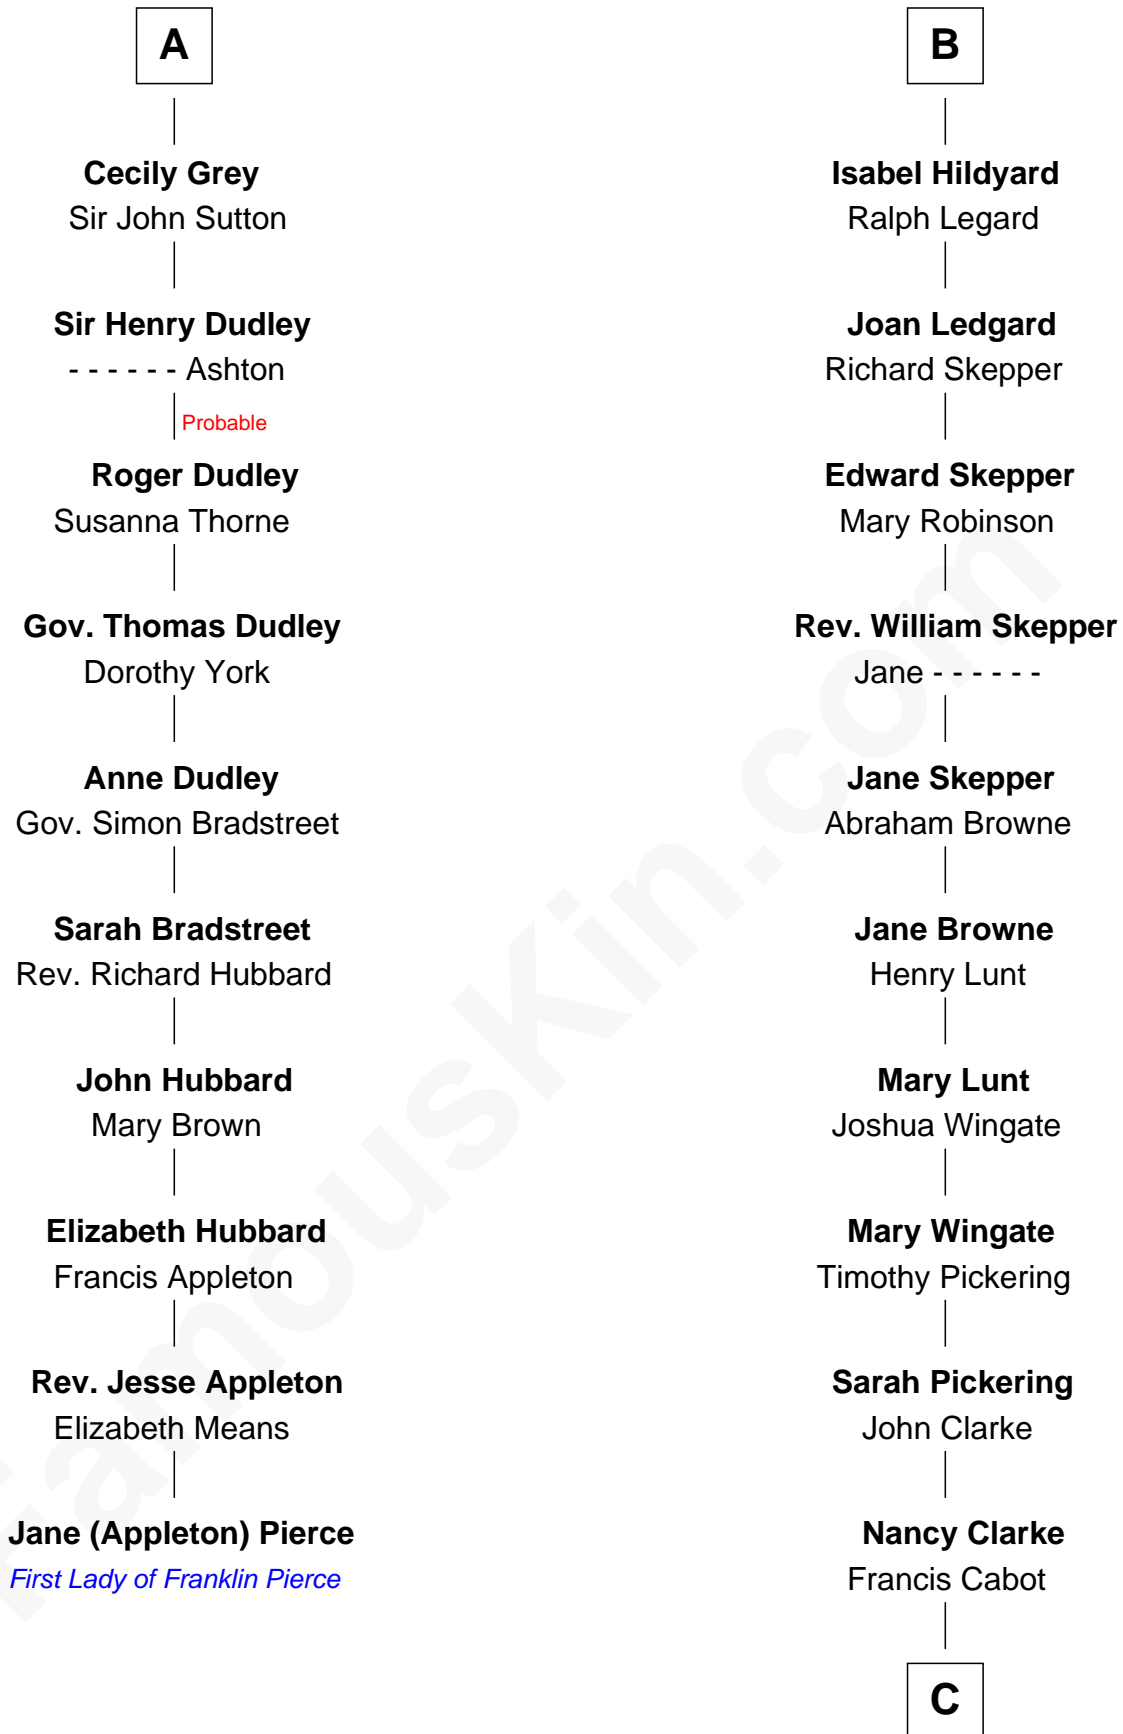 A
Cecily Grey
Sir John Sutton
Sir Henry Dudley
- - - - - - Ashton
Probable
Roger Dudley
Susanna Thorne
Gov. Thomas Dudley
Dorothy York
Anne Dudley
Gov. Simon Bradstreet
Sarah Bradstreet
Rev. Richard Hubbard
John Hubbard
Mary Brown
Elizabeth Hubbard
Francis Appleton
Rev. Jesse Appleton
Elizabeth Means
Jane (Appleton) Pierce
First Lady of Franklin Pierce
B
Isabel Hildyard
Ralph Legard
Joan Ledgard
Richard Skepper
Edward Skepper
Mary Robinson
Rev. William Skepper
Jane - - - - - -
Jane Skepper
Abraham Browne
Jane Browne
Henry Lunt
Mary Lunt
Joshua Wingate
Mary Wingate
Timothy Pickering
Sarah Pickering
John Clarke
Nancy Clarke
Francis Cabot
C
FamousKin.com